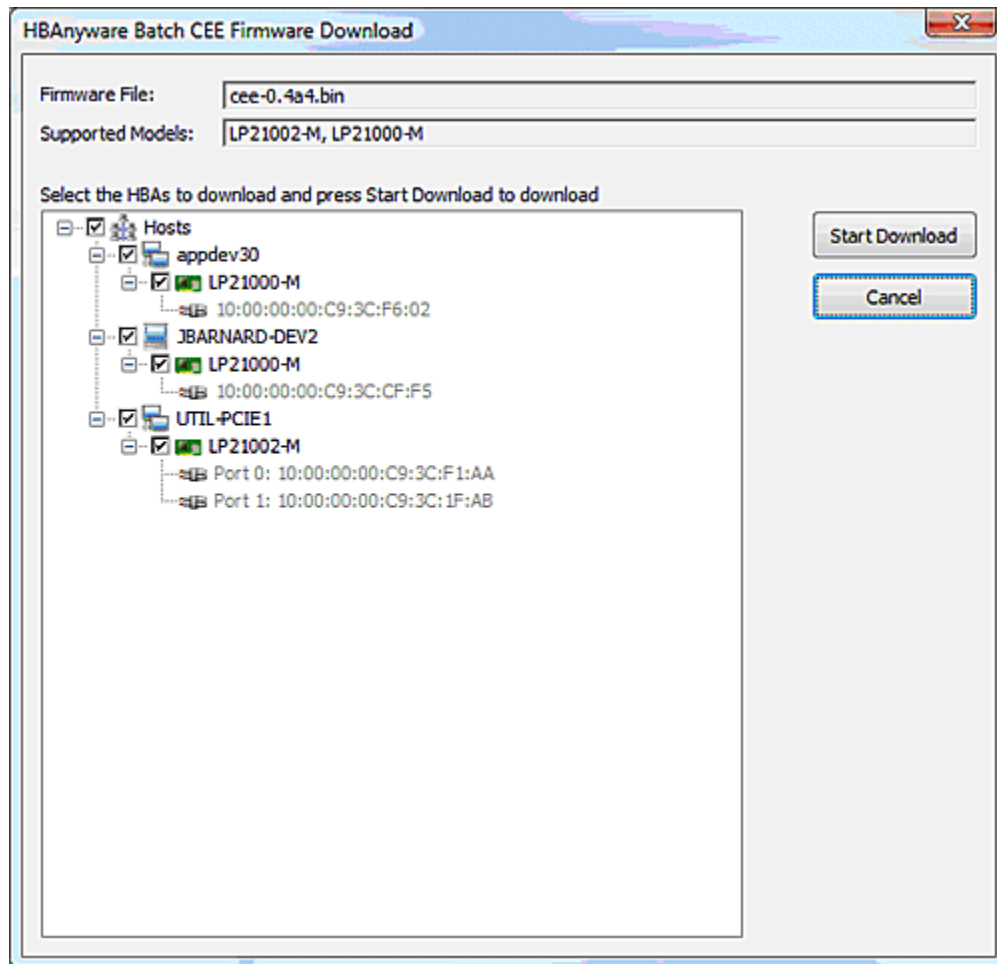 HBAnyware Batch CEE Firmware Download
Firmware File: cee-0.4a4.bin
Supported Models: LP21002-M, LP21000-M
Select the HBAs to download and press Start Download to download
Hosts
Start Download
appdev30
LP21000-M
Cancel
10:00:00:00:C9:3C:F6:02
JBARNARD-DEV2
LP21000-M
10:00:00:00:C9:3C:CF:F5
UTIL-PCIE1
LP21002-M
Port 0: 10:00:00:00:C9:3C:F1:AA
Port 1: 10:00:00:00:C9:3C:1F:AB